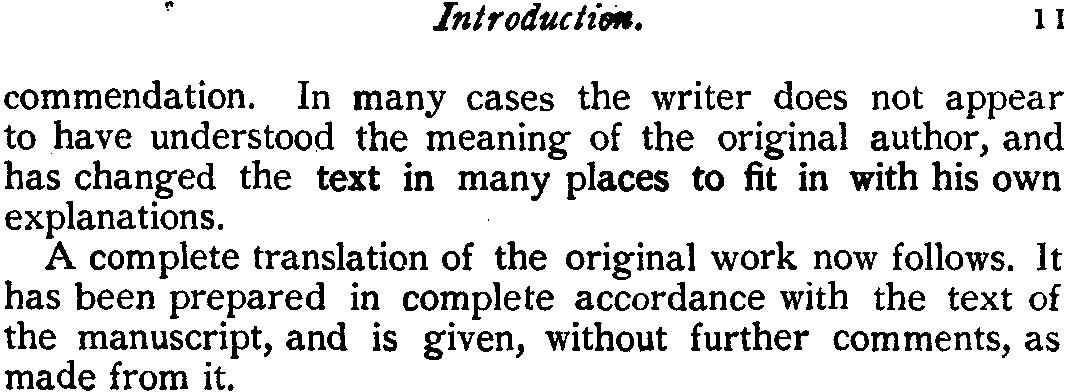 Introduction. 11
commendation. In many cases the writer does not appear
to have understood the meaning of the original author, and
has changed the text in many places to fit in with his own
explanations.
A complete translation of the original work now follows. It
has been prepared in complete accordance with the text of
the manuscript, and is given, without further comments, as
made from it.